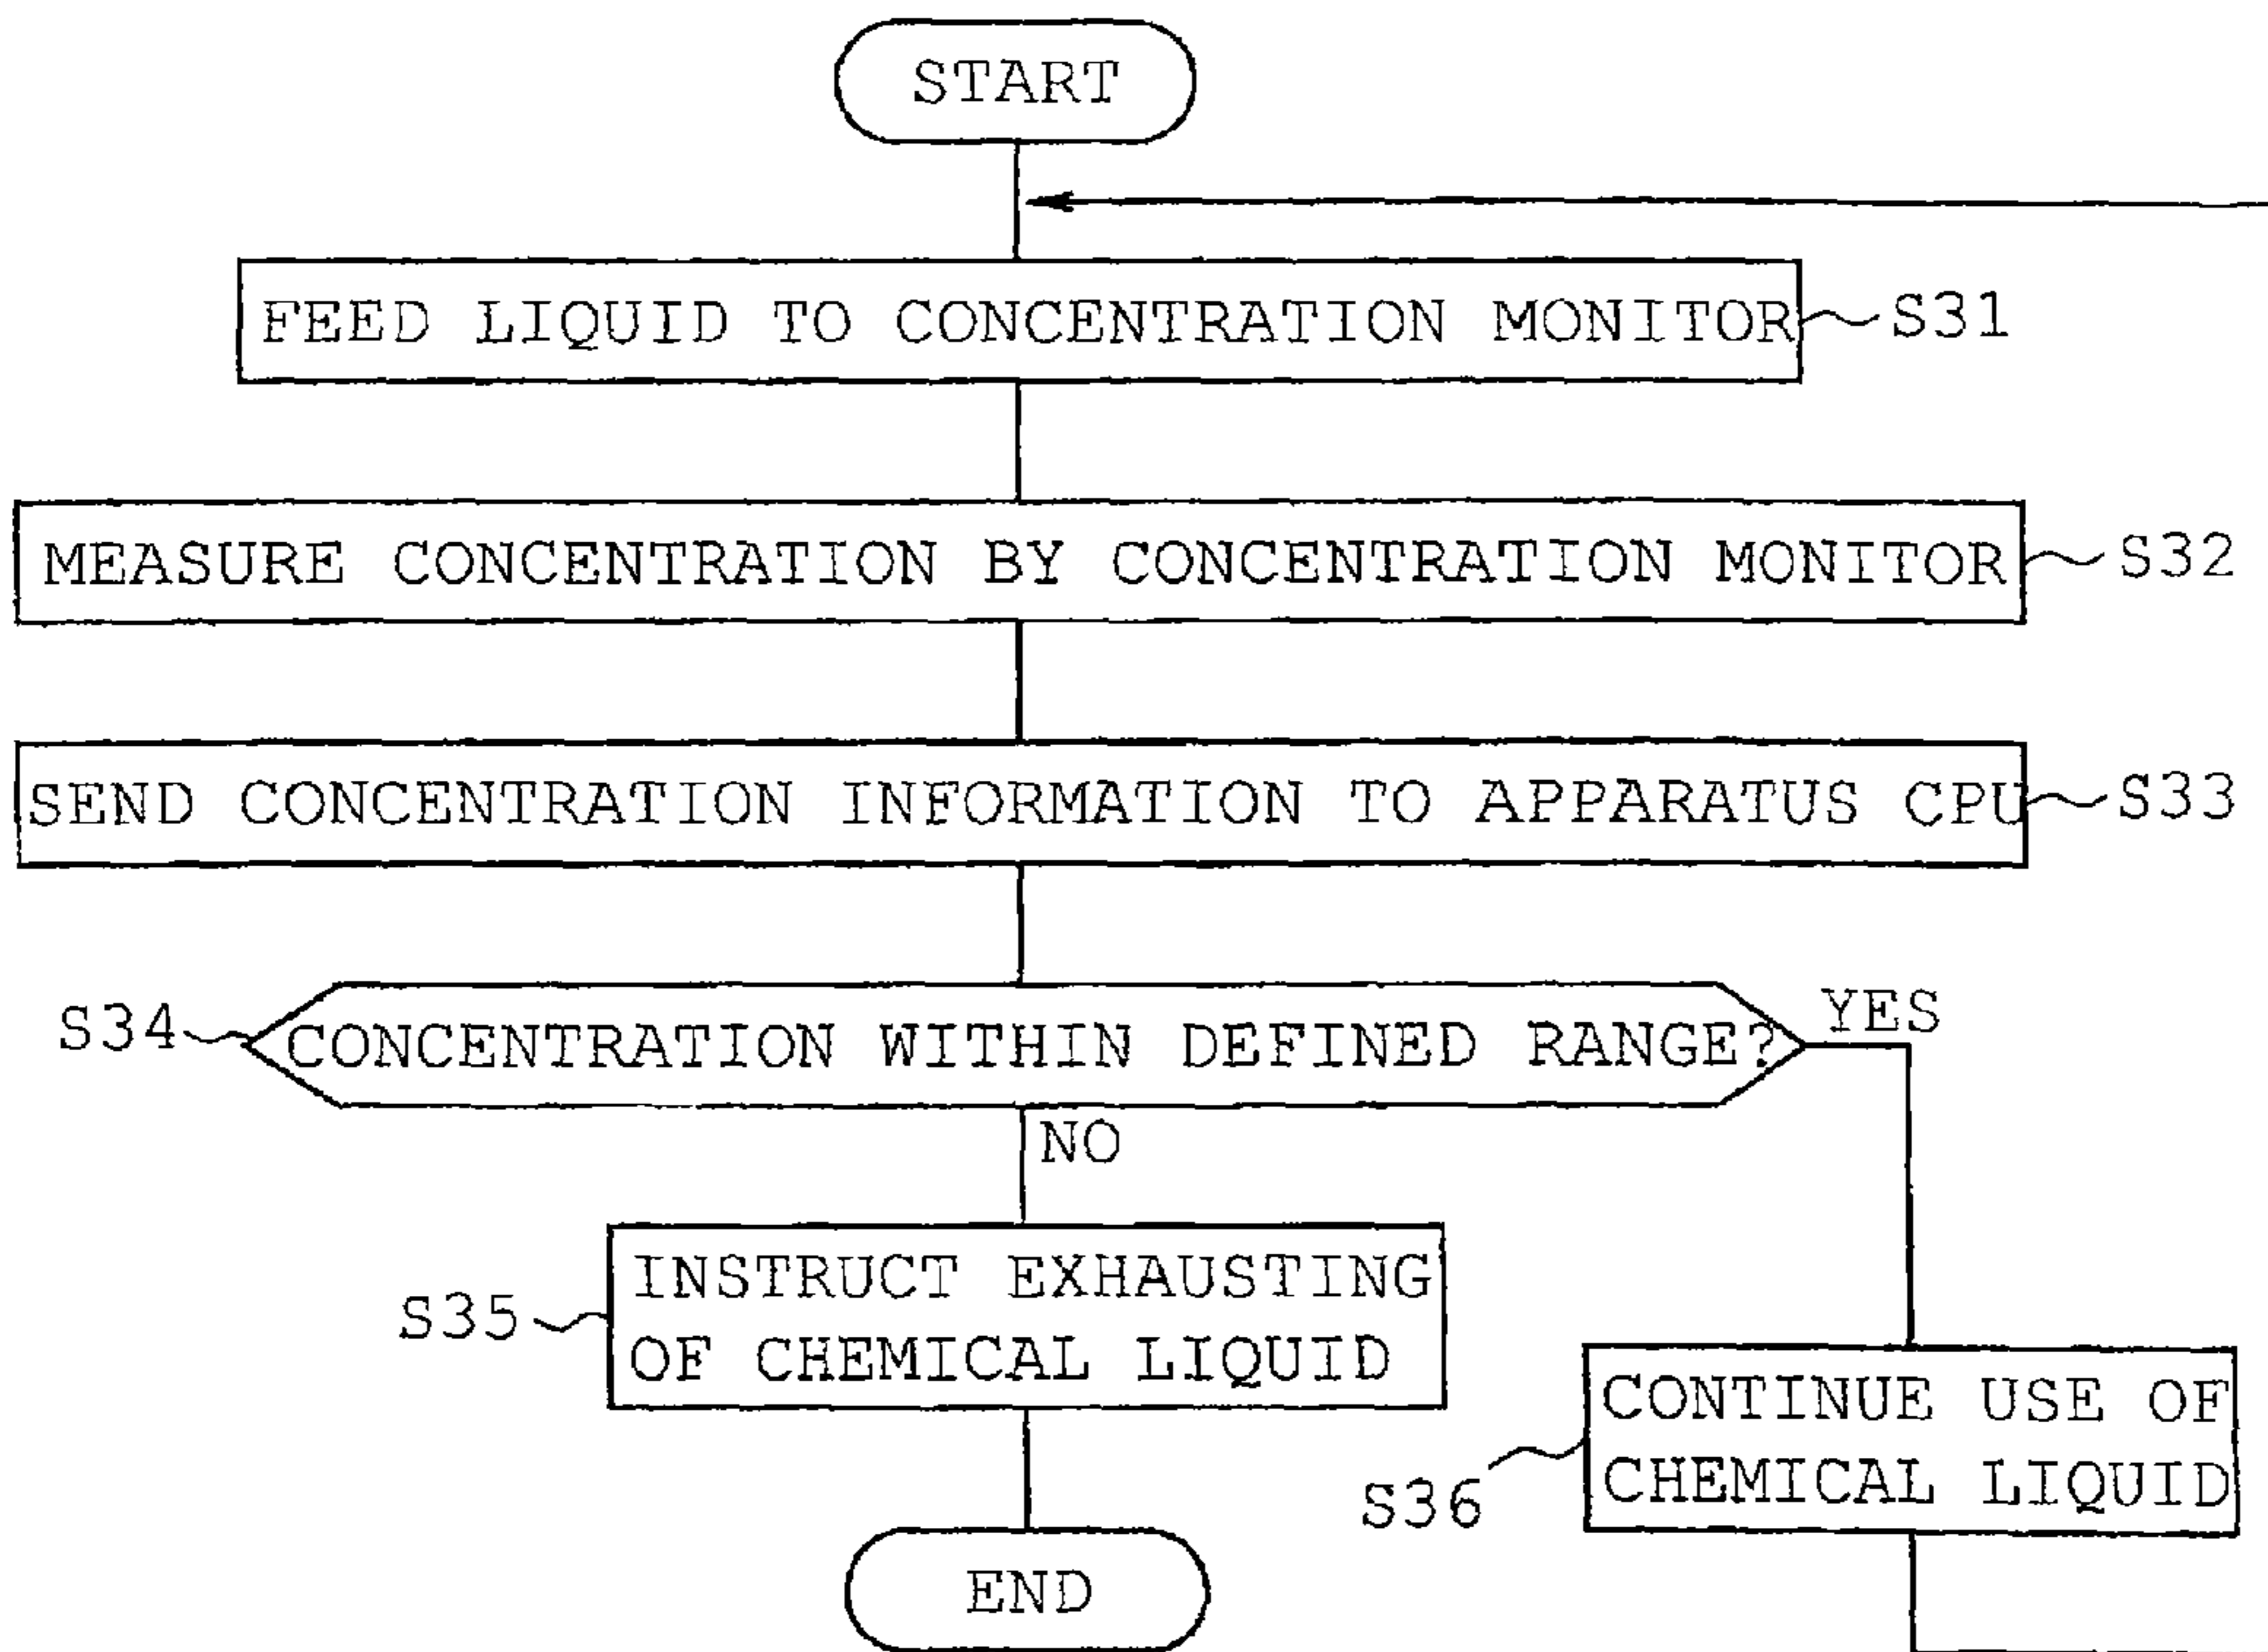 START
FEED LIQUID TO CONCENTRATION MONITOR
S31
MEASURE CONCENTRATION BY CONCENTRATION MONITOR
S32
SEND CONCENTRATION INFORMATION TO APPARATUS CPU
S33
S34
CONCENTRATION WITHIN DEFINED RANGE?
YES
NO
S35
INSTRUCT EXHAUSTING
OF CHEMICAL LIQUID
S36
CONTINUE USE OF
CHEMICAL LIQUID
END